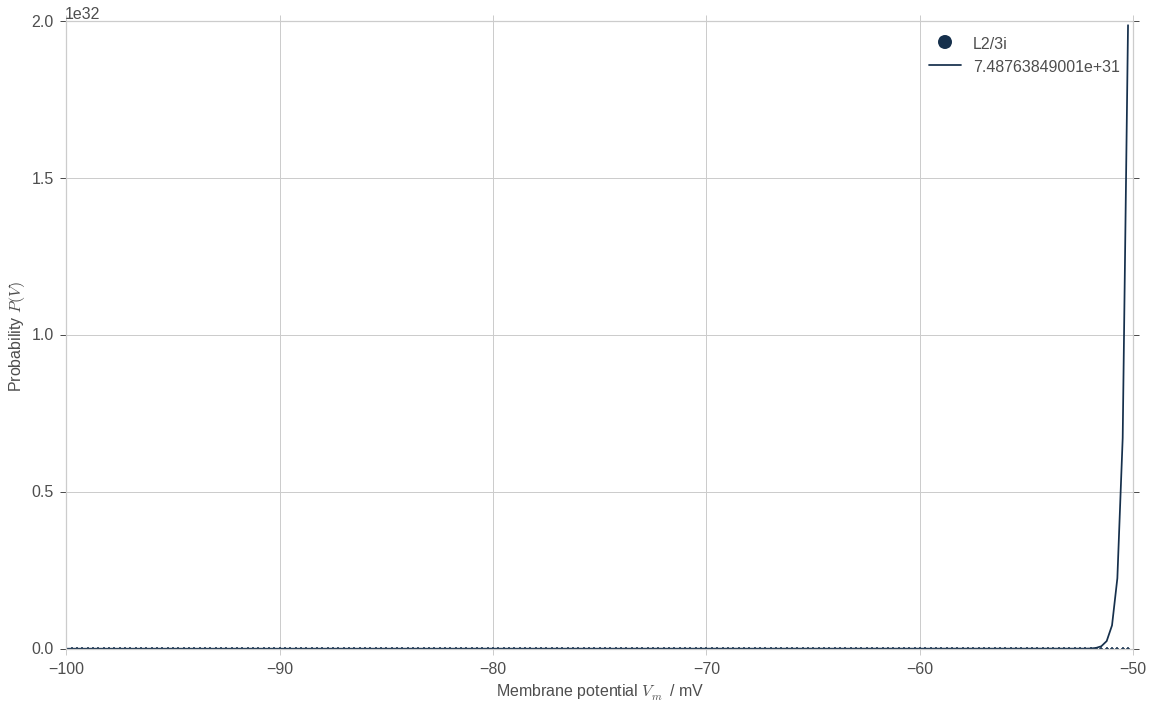 1e32
2.0
1.5
1.0
0.5
0.0
Probability P(V)
L2/3i
7.48763849001e+31
−100 −90 −80 −70 −60 −50
Membrane potential Vₘ / mV